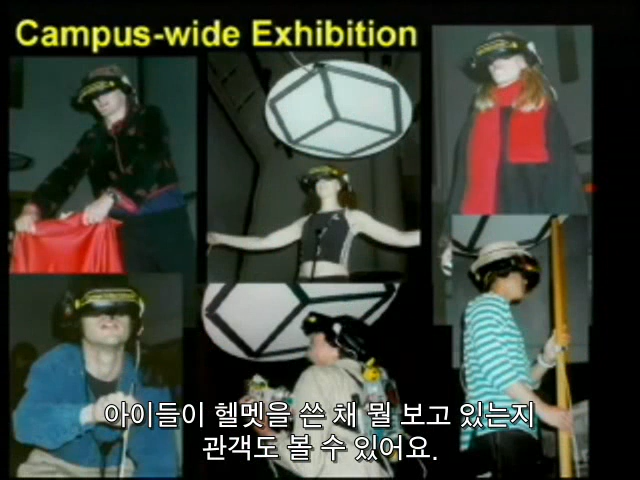 Campus-wide Exhibition
아이들이 헬멧을 쓴 채 뭘 보고 있는지
관객도 볼 수 있어요.